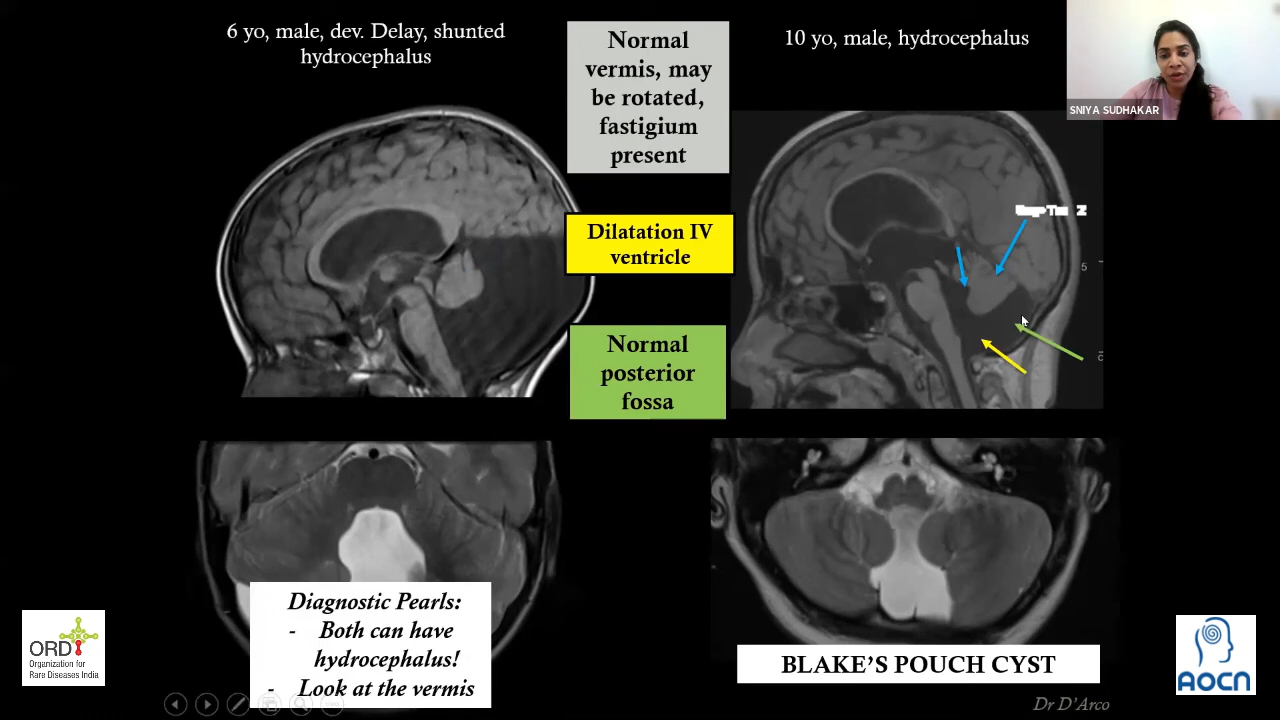 6 yo, male, dev. Delay, shunted
hydrocephalus
Normal
vermis, may
be rotated,
fastigium
present
10 yo, male, hydrocephalus
SNIYA SUDHAKAR
Dilatation IV
ventricle
5
Normal
posterior
fossa
Diagnostic Pearls:
- Both can have
hydrocephalus!
- Look at the vermis
BLAKE'S POUCH CYST
ORDI
Organization for
Rare Diseases India
AOCN
Dr D'Arco